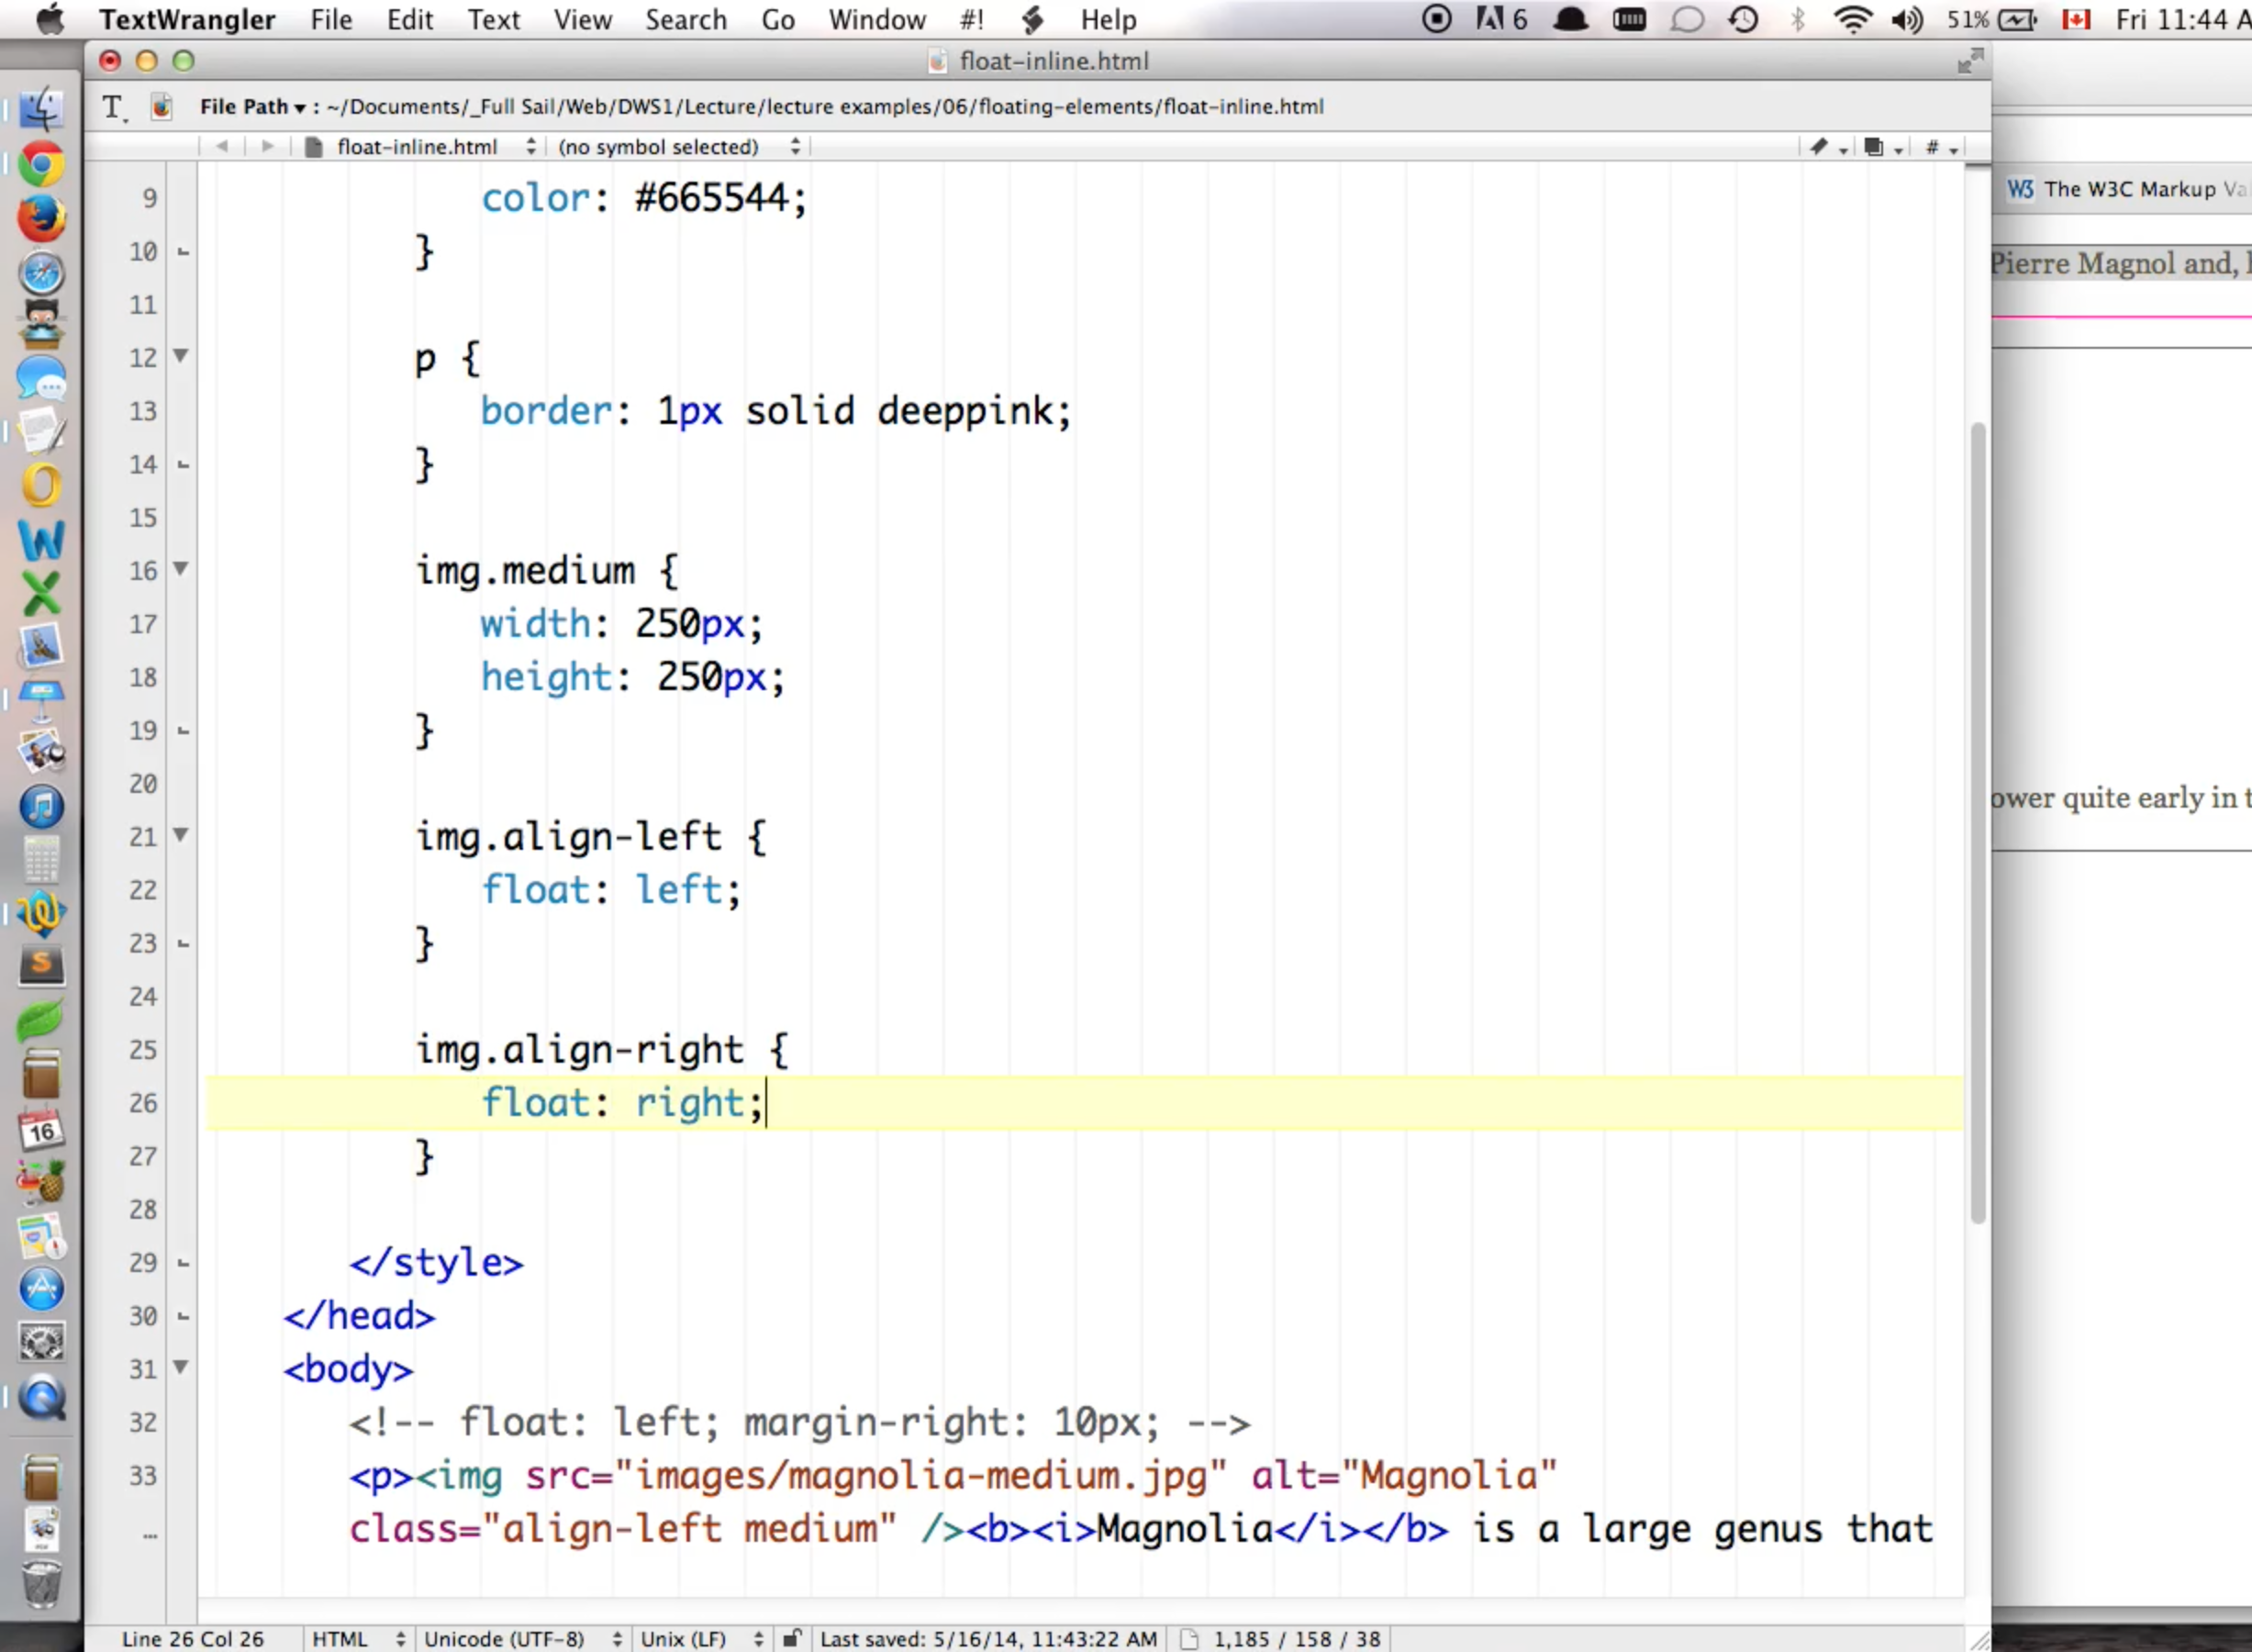 TextWrangler File Edit Text View Search Go Window #! Help 6 51% Fri 11:44 A
float-inline.html
File Path ▾ : ~/Documents/_Full Sail/Web/DWS1/Lecture/lecture examples/06/floating-elements/float-inline.html
float-inline.html (no symbol selected) #
W3 The W3C Markup Va
Pierre Magnol and,
ower quite early in t
9 color: #665544;
10 }
11
12 p {
13 border: 1px solid deeppink;
14 }
15
16 img.medium {
17 width: 250px;
18 height: 250px;
19 }
20
21 img.align-left {
22 float: left;
23 }
24
25 img.align-right {
26 float: right;
27 }
28
29 </style>
30 </head>
31 <body>
32 <!-- float: left; margin-right: 10px; -->
33 <p><img src="images/magnolia-medium.jpg" alt="Magnolia"
… class="align-left medium" /><b><i>Magnolia</i></b> is a large genus that
Line 26 Col 26 HTML Unicode (UTF-8) Unix (LF) Last saved: 5/16/14, 11:43:22 AM 1,185 / 158 / 38
16